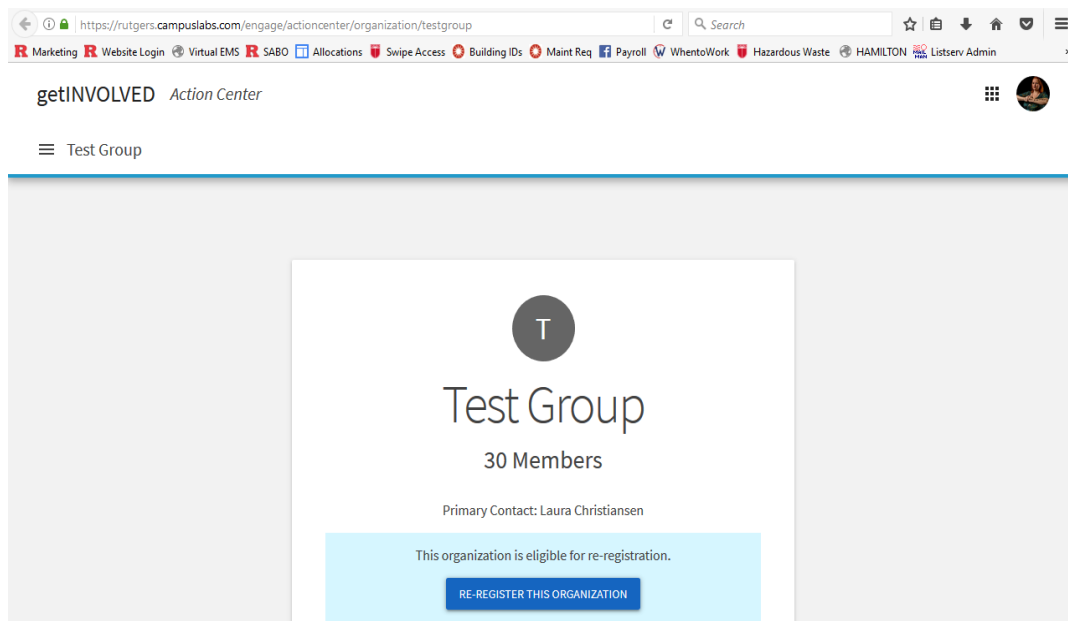 https://rutgers.campuslabs.com/engage/actioncenter/organization/testgroup Search
R Marketing R Website Login Virtual EMS R SABO Allocations Swipe Access Building IDs Maint Req Payroll WhentoWork Hazardous Waste HAMILTON Listserv Admin
getINVOLVED Action Center
Test Group
T
Test Group
30 Members
Primary Contact: Laura Christiansen
This organization is eligible for re-registration.
RE-REGISTER THIS ORGANIZATION